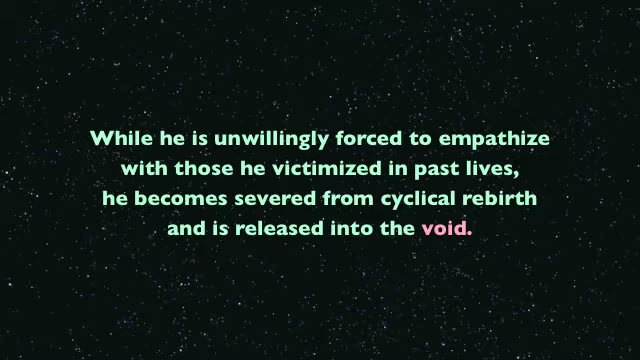 While he is unwillingly forced to empathize
with those he victimized in past lives,
he becomes severed from cyclical rebirth
and is released into the void.